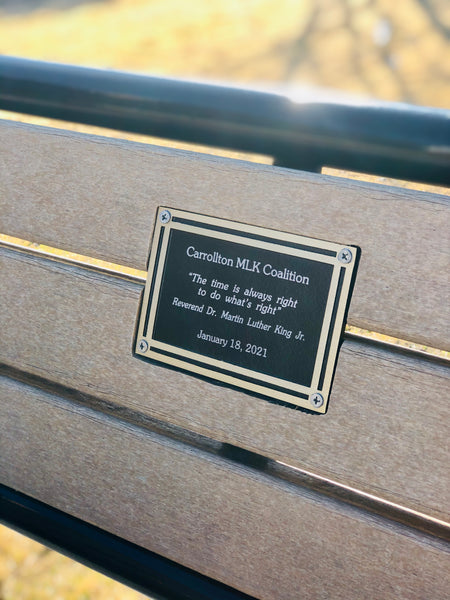 Carrollton MLK Coalition
"The time is always right
to do what's right"
Reverend Dr. Martin Luther King Jr.
January 18, 2021